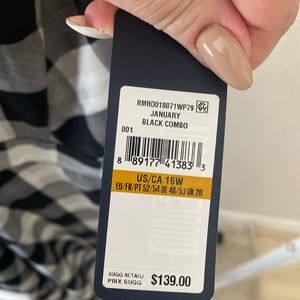 RMHD018071WP79
JANUARY
BLACK COMBO
001
8 89177 41383 3
US/CA 16W
EU/FR/PT 52/54 DE 48/SJ UK 20
SUGG RETAIL/
PRIX SUGG $139.00